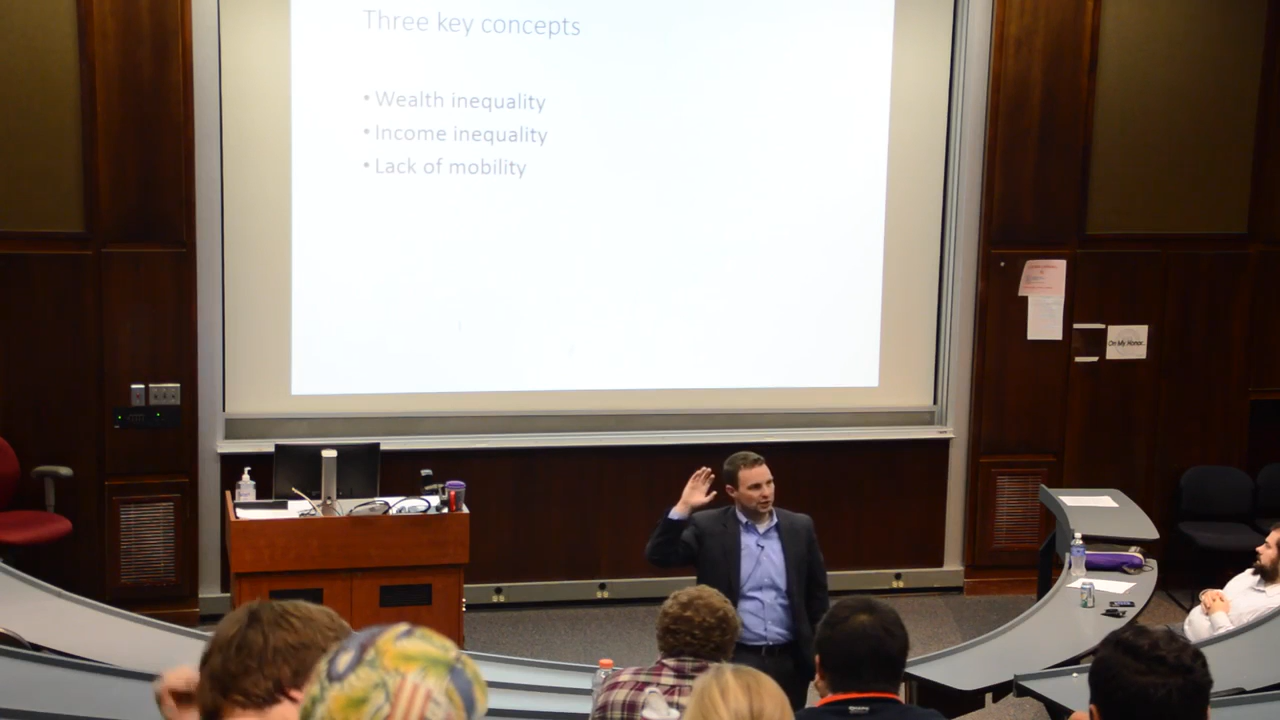 Three key concepts
• Wealth inequality
• Income inequality
• Lack of mobility
On My Honor...